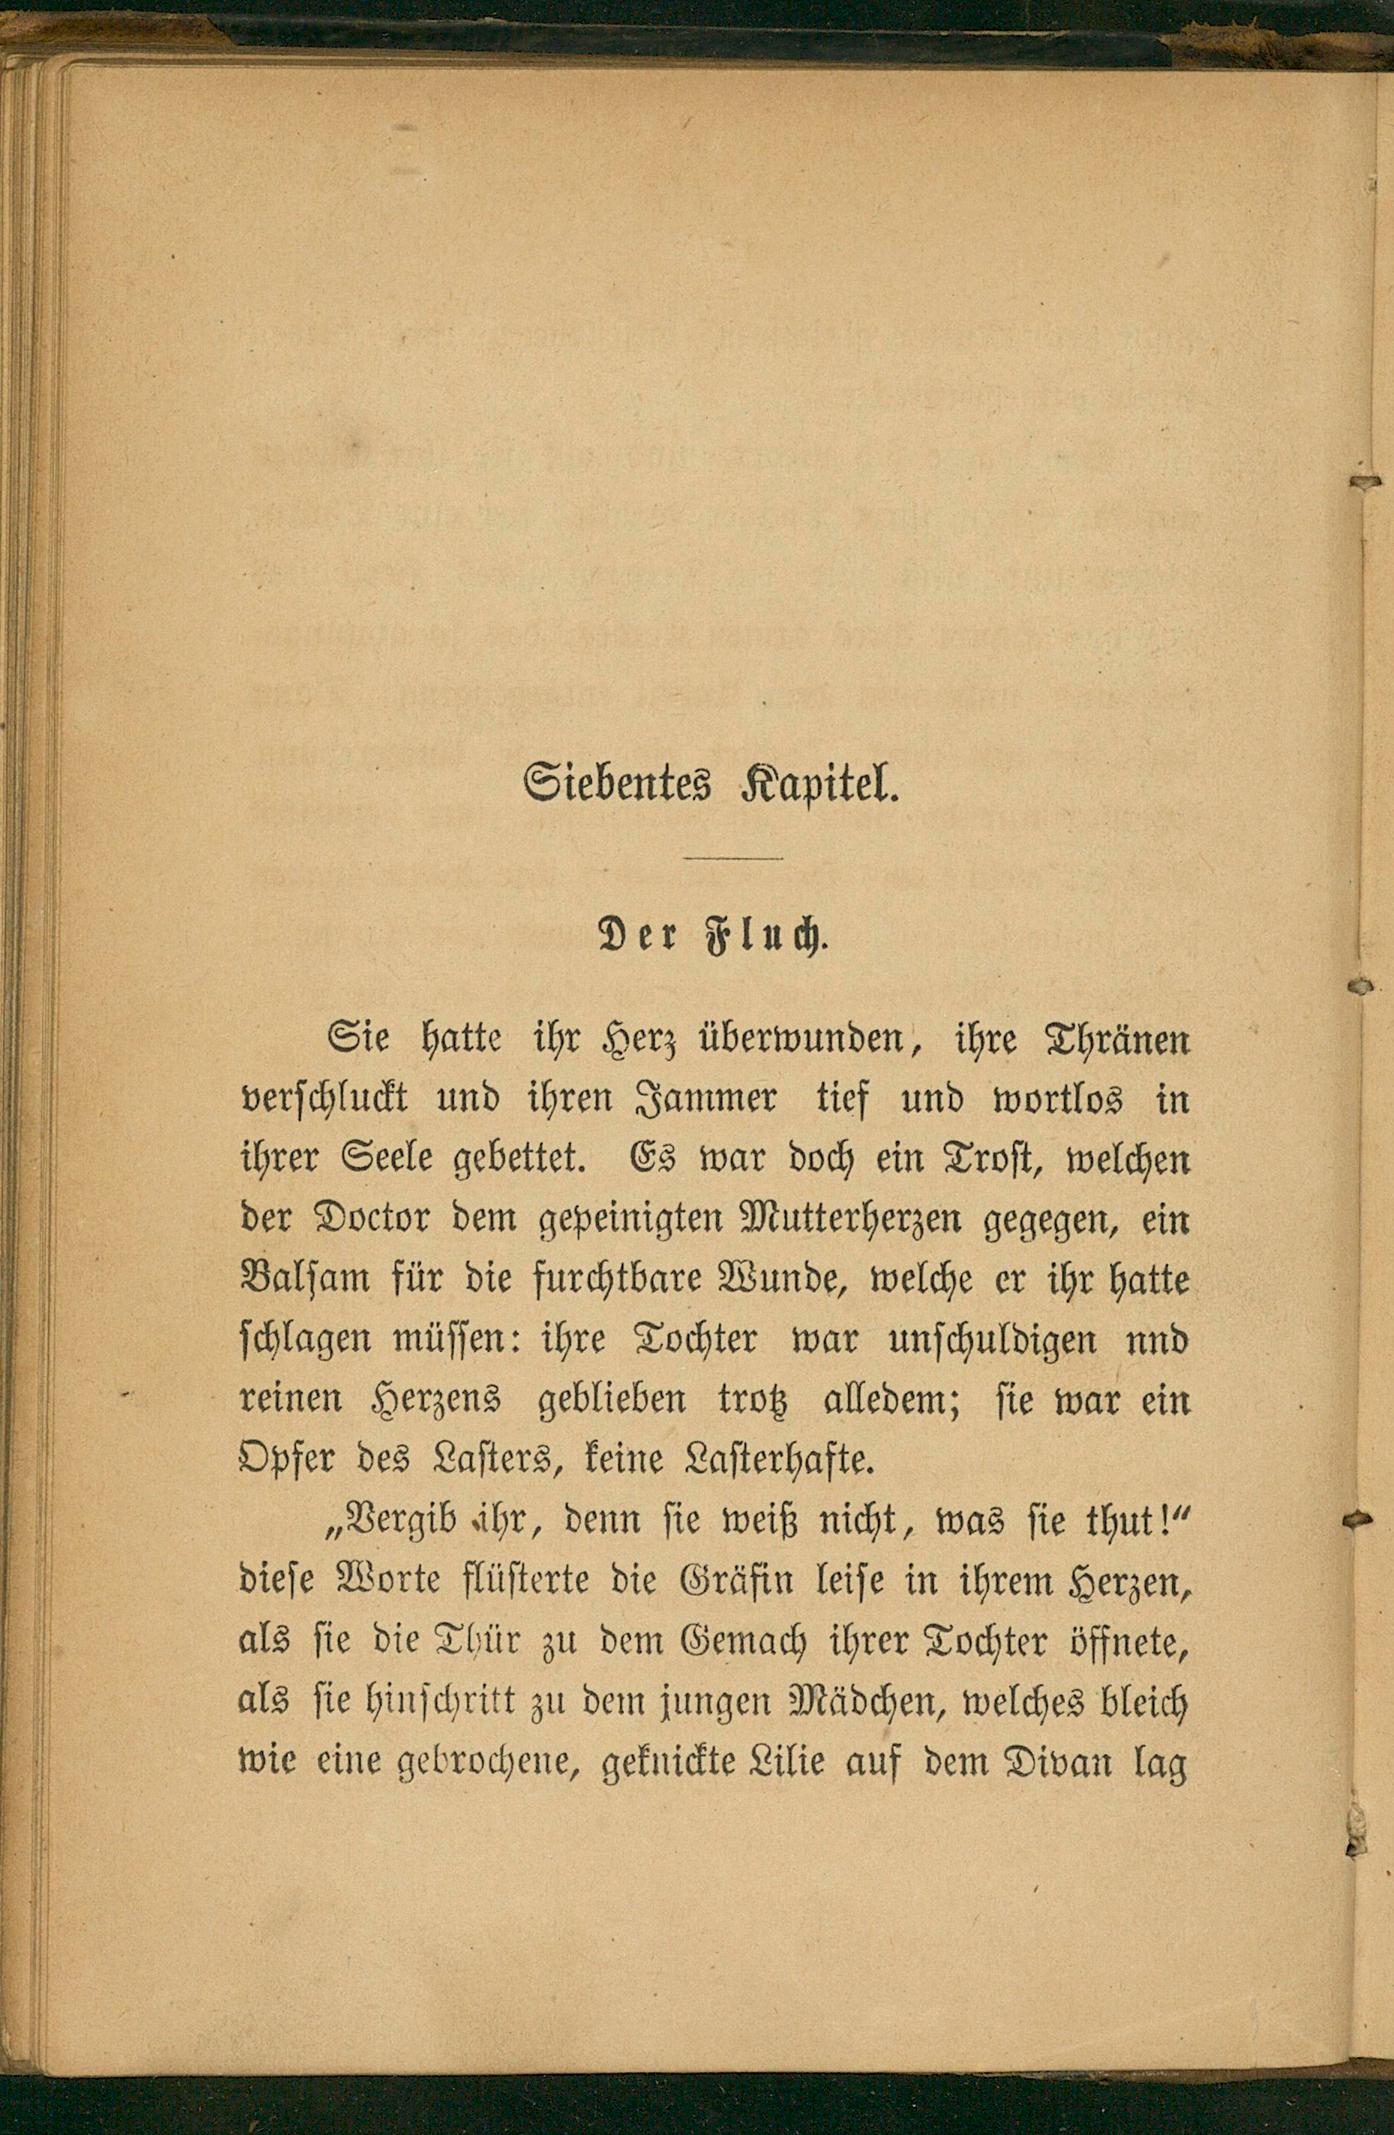 Siebentes Kapitel.
Der Fluch.
Sie hatte ihr Herz überwunden, ihre Thränen
verschluckt und ihren Jammer tief und wortlos in
ihrer Seele gebettet. Es war doch ein Trost, welchen
der Doctor dem gepeinigten Mutterherzen gegegen, ein
Balsam für die furchtbare Wunde, welche er ihr hatte
schlagen müssen: ihre Tochter war unschuldigen nnd
reinen Herzens geblieben trotz alledem; sie war ein
Opfer des Lasters, keine Lasterhafte.
„Vergib ihr, denn sie weiß nicht, was sie thut!“
diese Worte flüsterte die Gräfin leise in ihrem Herzen,
als sie die Thür zu dem Gemach ihrer Tochter öffnete,
als sie hinschritt zu dem jungen Mädchen, welches bleich
wie eine gebrochene, geknickte Lilie auf dem Divan lag